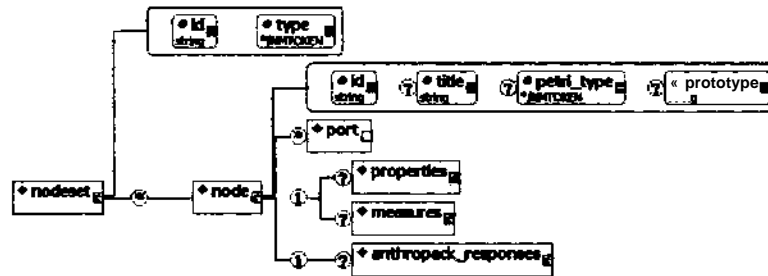 id type
string NMTOKEN
id title petri_type « prototype
string string NMTOKEN
port
properties
nodeset node
measures
anthropack_responses